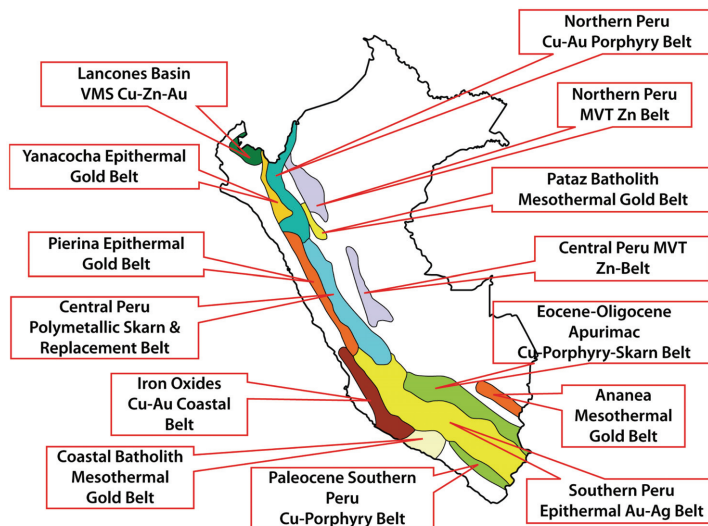 Northern Peru
Cu-Au Porphyry Belt
Lancones Basin
VMS Cu-Zn-Au
Northern Peru
MVT Zn Belt
Yanacocha Epithermal
Gold Belt
Pataz Batholith
Mesothermal Gold Belt
Pierina Epithermal
Gold Belt
Central Peru MVT
Zn-Belt
Central Peru
Polymetallic Skarn &
Replacement Belt
Eocene-Oligocene
Apurimac
Cu-Porphyry-Skarn Belt
Iron Oxides
Cu-Au Coastal
Belt
Ananea
Mesothermal
Gold Belt
Coastal Batholith
Mesothermal
Gold Belt
Paleocene Southern
Peru
Cu-Porphyry Belt
Southern Peru
Epithermal Au-Ag Belt